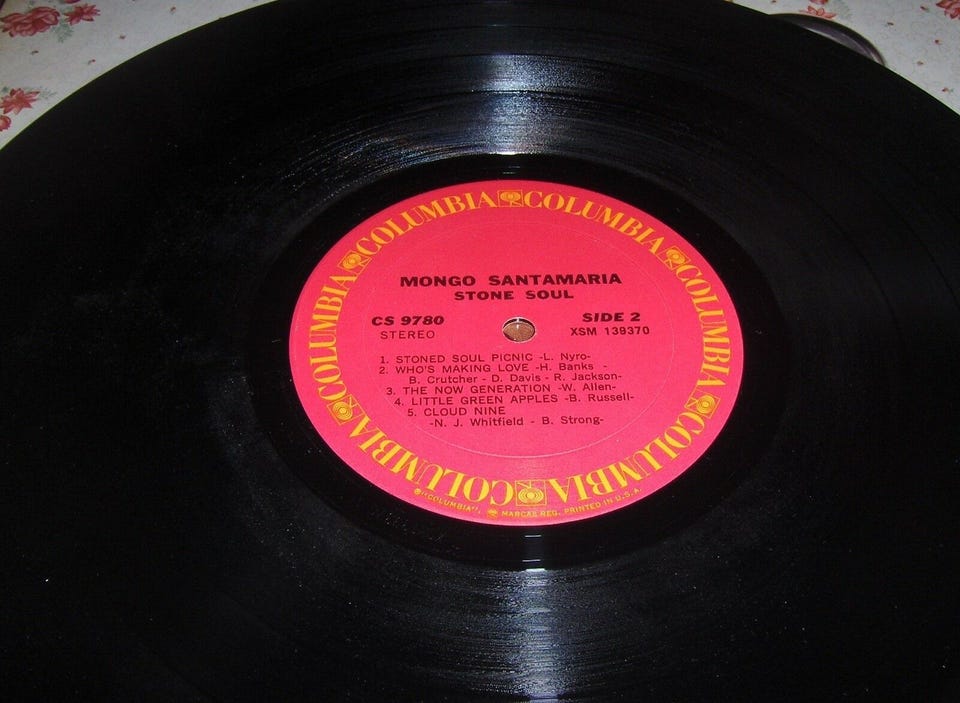 COLUMBIA COLUMBIA COLUMBIA COLUMBIA COLUMBIA COLUMBIA
MONGO SANTAMARIA
STONE SOUL
CS 9780 SIDE 2
STEREO XSM 139370
1. STONED SOUL PICNIC -L. Nyro-
2. WHO'S MAKING LOVE -H. Banks -
B. Crutcher - D. Davis - R. Jackson-
3. THE NOW GENERATION -W. Allen-
4. LITTLE GREEN APPLES -B. Russell-
5. CLOUD NINE
-N. J. Whitfield - B. Strong-
® "COLUMBIA", MARCAS REG. PRINTED IN U.S.A.